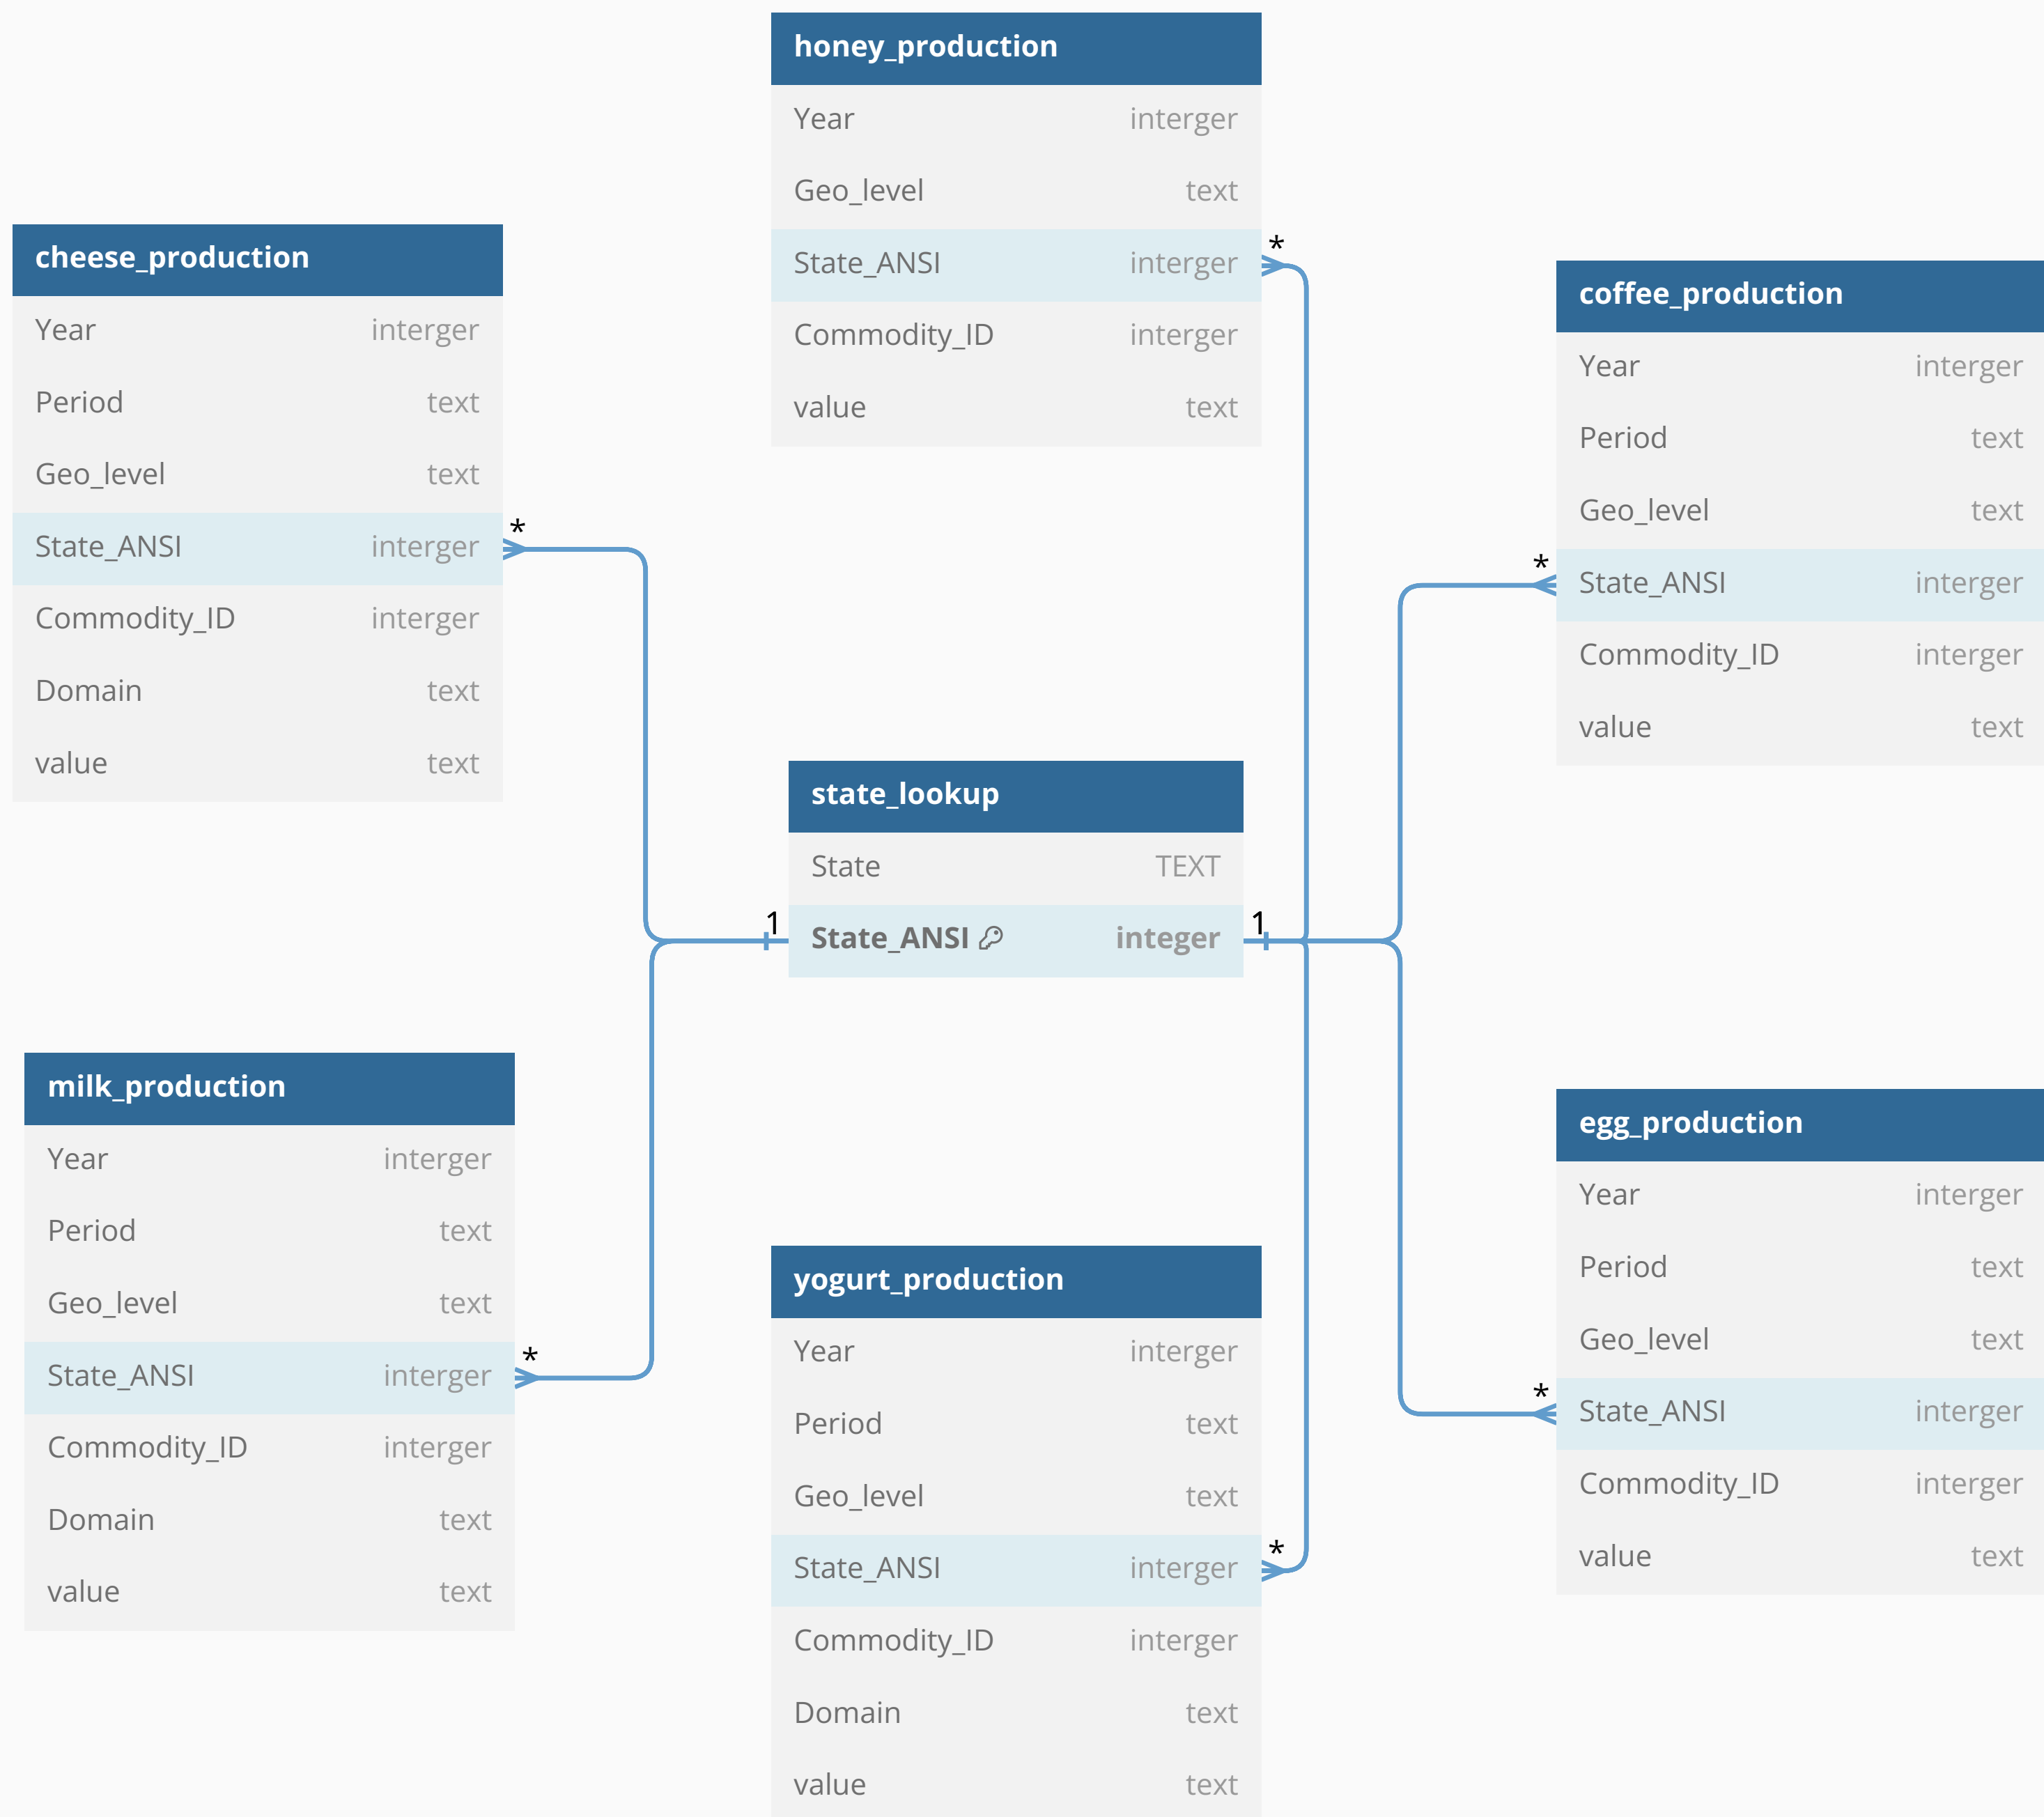 honey_production
Year interger
Geo_level text
State_ANSI interger
Commodity_ID interger
value text
*
cheese_production
Year interger
Period text
Geo_level text
State_ANSI interger
Commodity_ID interger
Domain text
value text
*
coffee_production
Year interger
Period text
Geo_level text
State_ANSI interger
Commodity_ID interger
value text
*
state_lookup
State TEXT
State_ANSI integer
1
1
milk_production
Year interger
Period text
Geo_level text
State_ANSI interger
Commodity_ID interger
Domain text
value text
*
yogurt_production
Year interger
Period text
Geo_level text
State_ANSI interger
Commodity_ID interger
Domain text
value text
*
egg_production
Year interger
Period text
Geo_level text
State_ANSI interger
Commodity_ID interger
value text
*